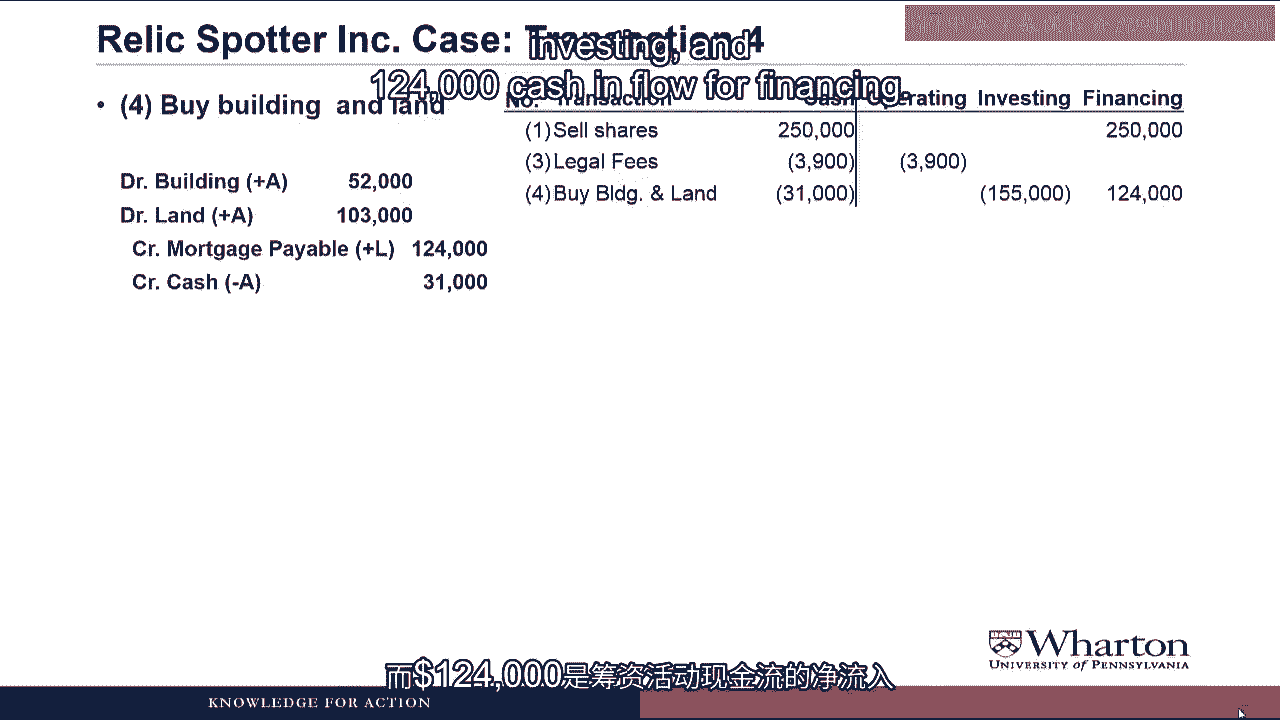 Relic Spotter Inc. Case: Transaction 4
investing, and
124,000 cash in flow for financing.
• (4) Buy building and land
No. Transaction Cash Operating Investing Financing
(1) Sell shares 250,000 250,000
(3) Legal Fees (3,900) (3,900)
(4) Buy Bldg. & Land (31,000) (155,000) 124,000
Dr. Building (+A) 52,000
Dr. Land (+A) 103,000
Cr. Mortgage Payable (+L) 124,000
Cr. Cash (-A) 31,000
Wharton
UNIVERSITY of PENNSYLVANIA
而$124,000是筹资活动现金流的净流入
KNOWLEDGE FOR ACTION